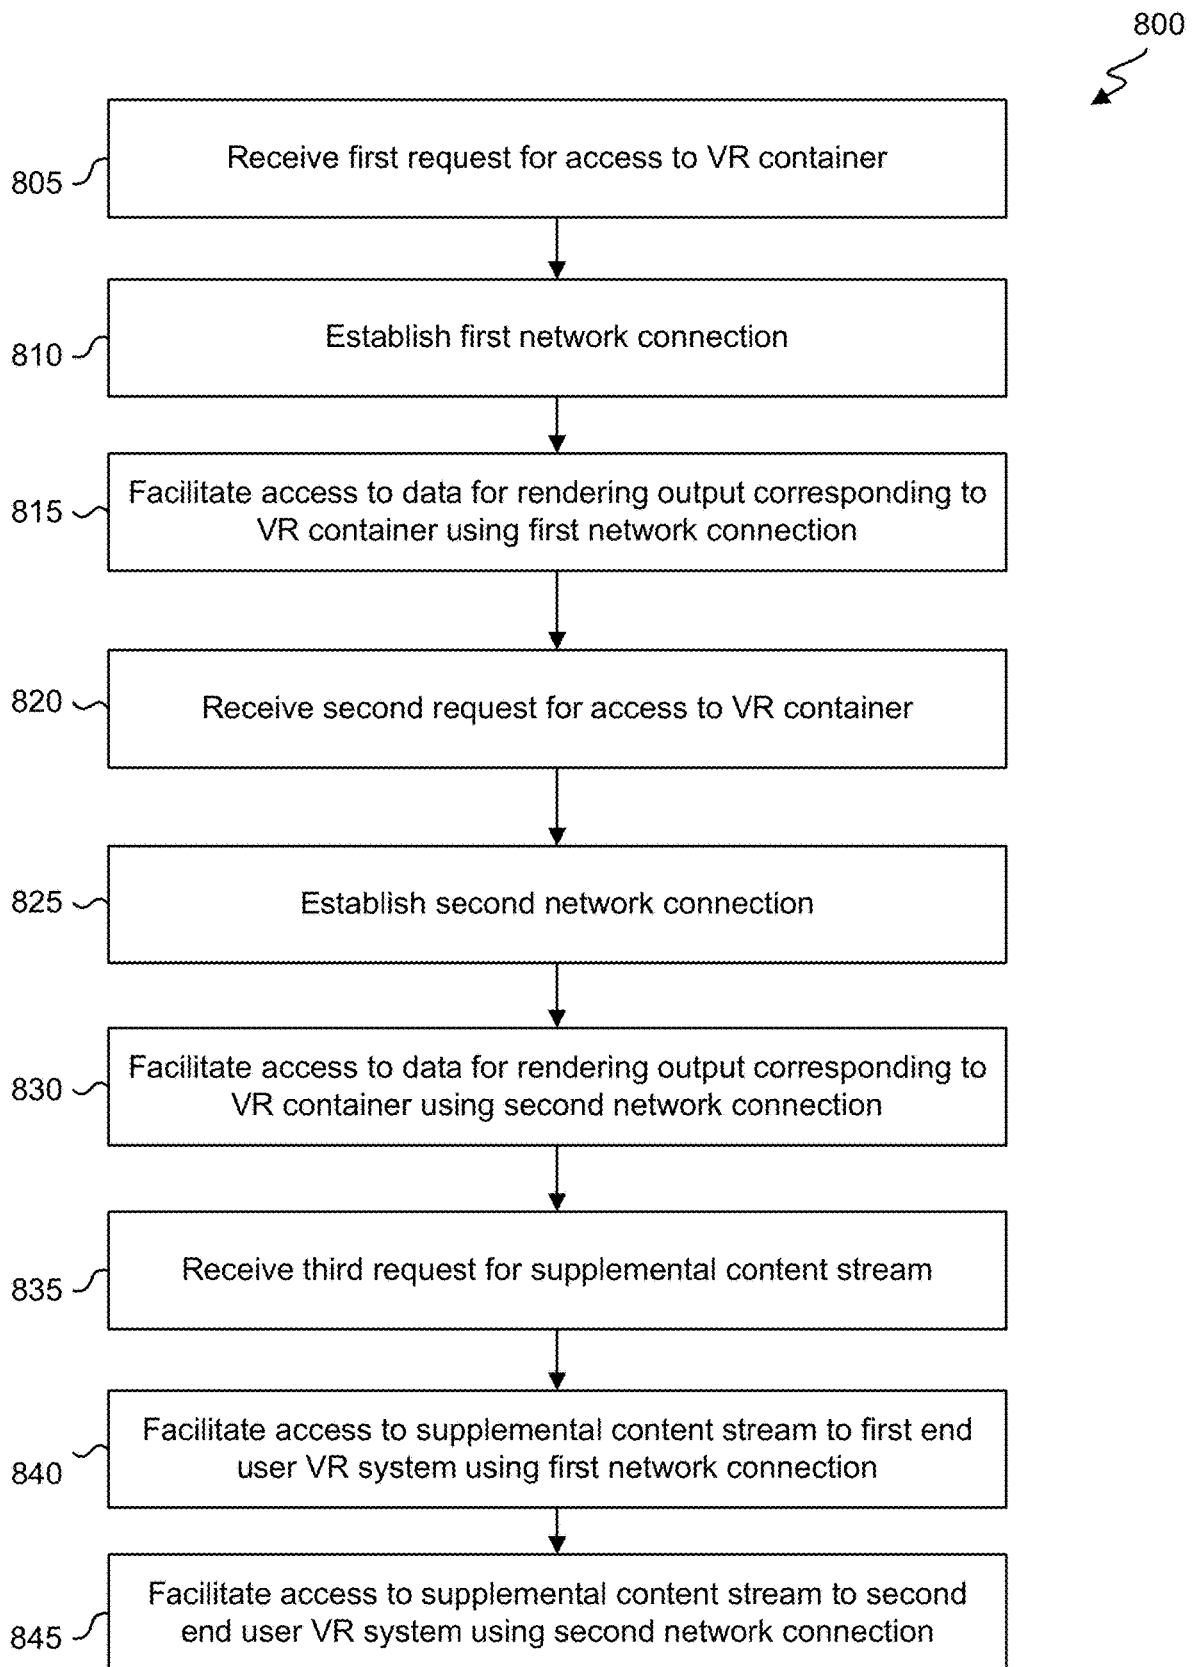 800
805
Receive first request for access to VR container
810
Establish first network connection
815
Facilitate access to data for rendering output corresponding to
VR container using first network connection
820
Receive second request for access to VR container
825
Establish second network connection
830
Facilitate access to data for rendering output corresponding to
VR container using second network connection
835
Receive third request for supplemental content stream
840
Facilitate access to supplemental content stream to first end
user VR system using first network connection
845
Facilitate access to supplemental content stream to second
end user VR system using second network connection